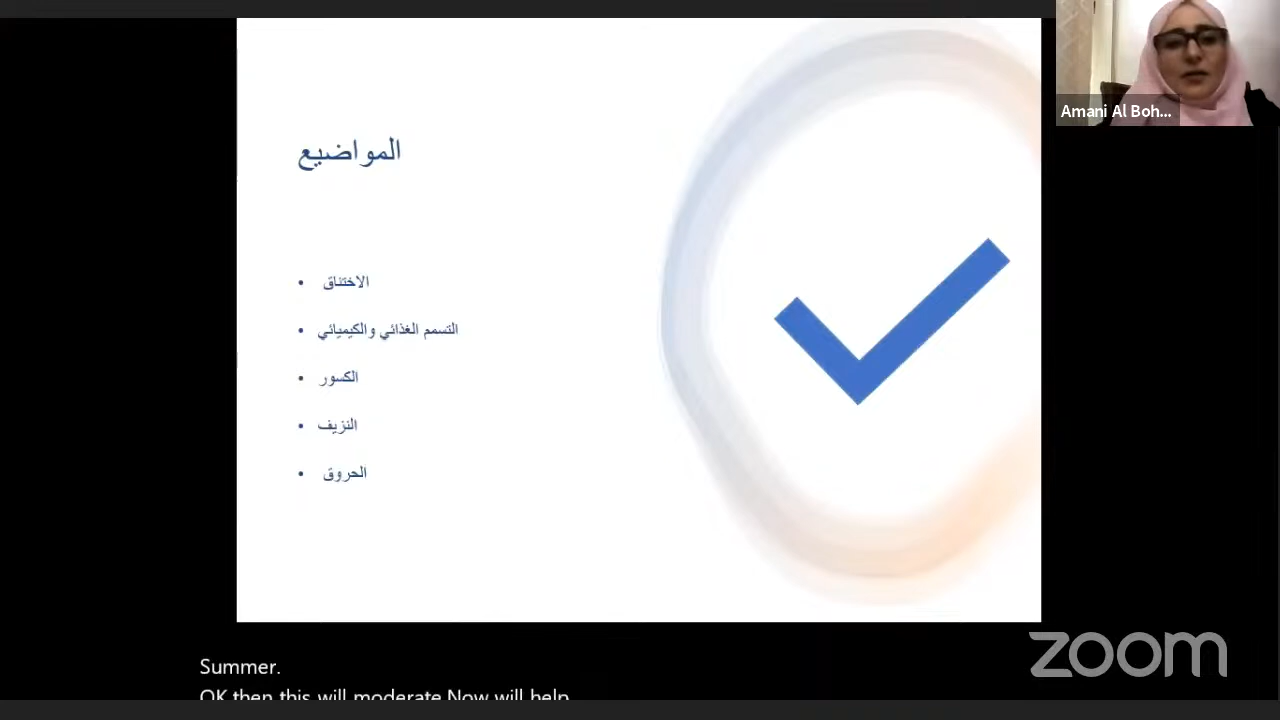 Amani Al Boh...
المواضيع
• الاختناق
• التسمم الغذائي والكيميائي
• الكسور
• النزيف
• الحروق
zoom
Summer.
OK then this will moderate Now will help